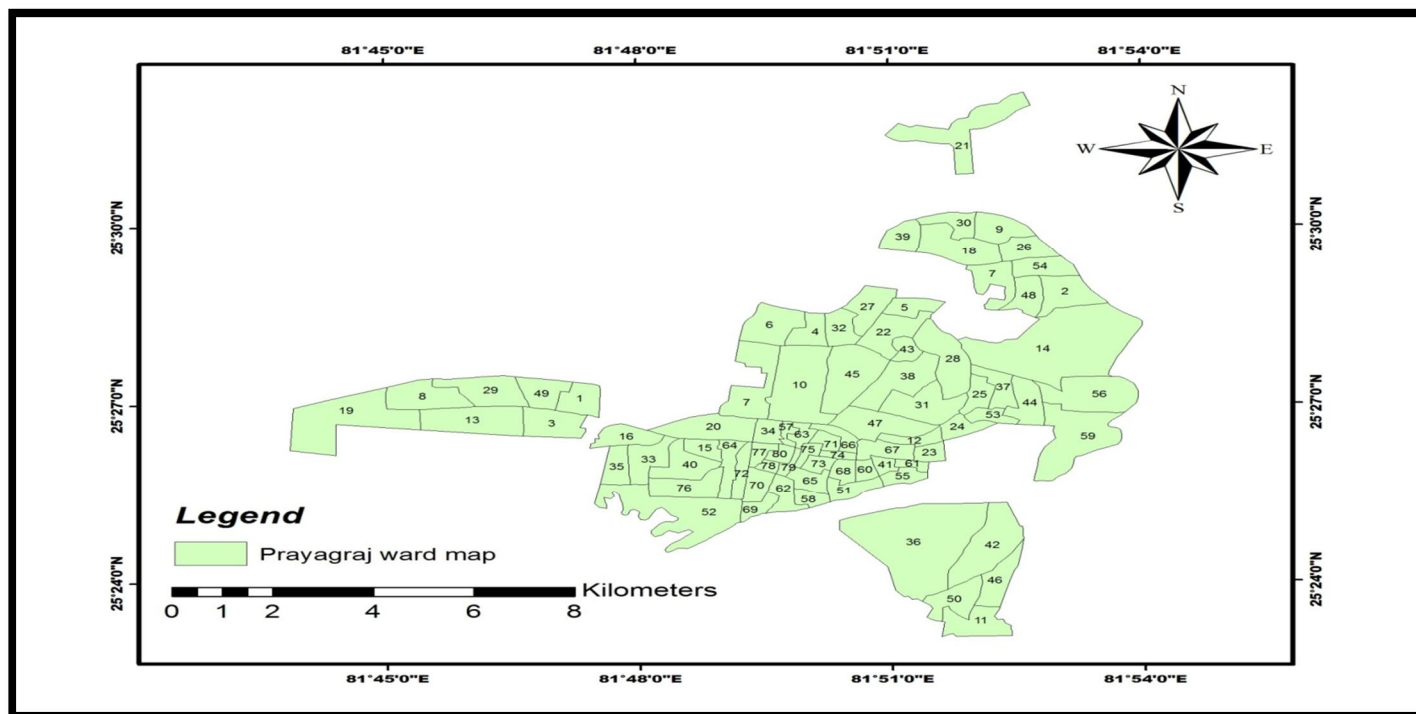 81°45'0"E 81°48'0"E 81°51'0"E 81°54'0"E
N
W E
S
21
25°30'0"N 25°30'0"N
30 9
39 18 26
7 54
48 2
27 5
6 4 32 22
43 14
28
10 45 38
25°27'0"N 25°27'0"N
19 8 29 49 1
13 3
7 31 25 37 44 56
53
20 47 24 59
16 34 57 63 12
15 64 71 66 67 23
35 33 40 77 80 75 74
78 79 73 68 60 41 61
76 72 70 62 65 51 55
52 69 58
Legend
Prayagraj ward map
Kilometers
0 1 2 4 6 8
36 42
46
50
11
25°24'0"N 25°24'0"N
81°45'0"E 81°48'0"E 81°51'0"E 81°54'0"E